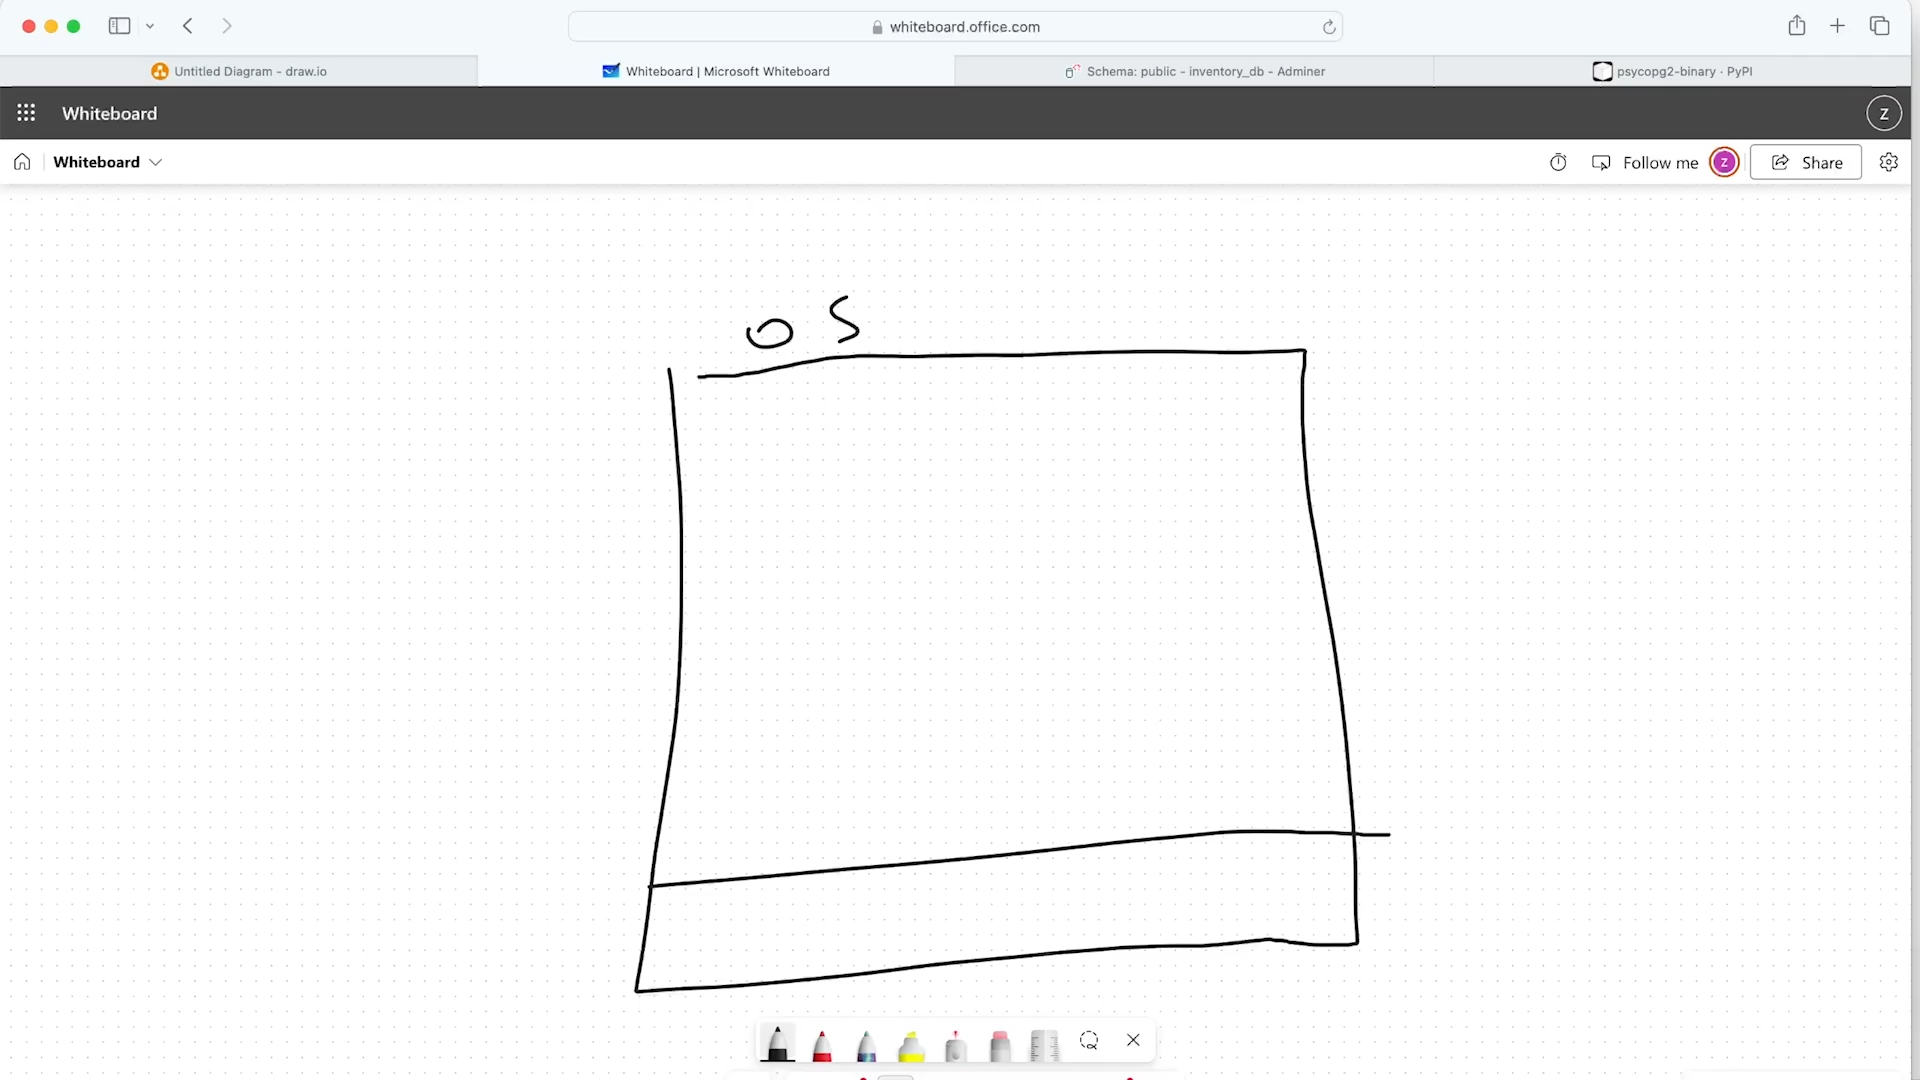 whiteboard.office.com
Untitled Diagram - draw.io
Whiteboard | Microsoft Whiteboard
Schema: public - inventory_db - Adminer
psycopg2-binary · PyPI
Whiteboard
Z
Whiteboard
Follow me
Z
Share
O S